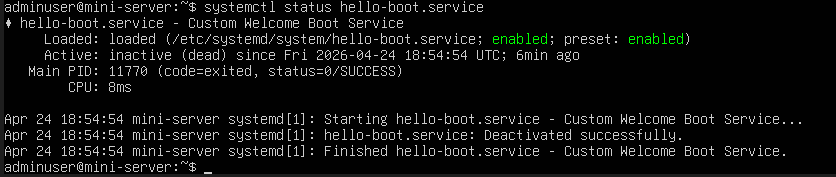 adminuser@mini-server:~$ systemctl status hello-boot.service
♦ hello-boot.service - Custom Welcome Boot Service
     Loaded: loaded (/etc/systemd/system/hello-boot.service; enabled; preset: enabled)
     Active: inactive (dead) since Fri 2026-04-24 18:54:54 UTC; 6min ago
   Main PID: 11770 (code=exited, status=0/SUCCESS)
        CPU: 8ms

Apr 24 18:54:54 mini-server systemd[1]: Starting hello-boot.service - Custom Welcome Boot Service...
Apr 24 18:54:54 mini-server systemd[1]: hello-boot.service: Deactivated successfully.
Apr 24 18:54:54 mini-server systemd[1]: Finished hello-boot.service - Custom Welcome Boot Service.
adminuser@mini-server:~$ _